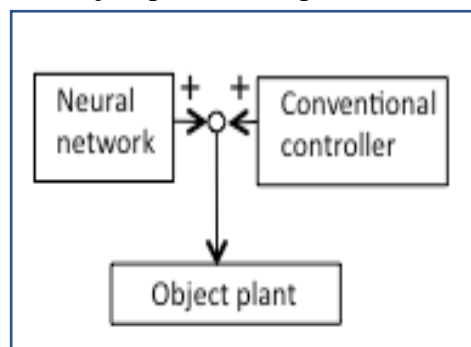 Neural
network
+ +
Conventional
controller
Object plant